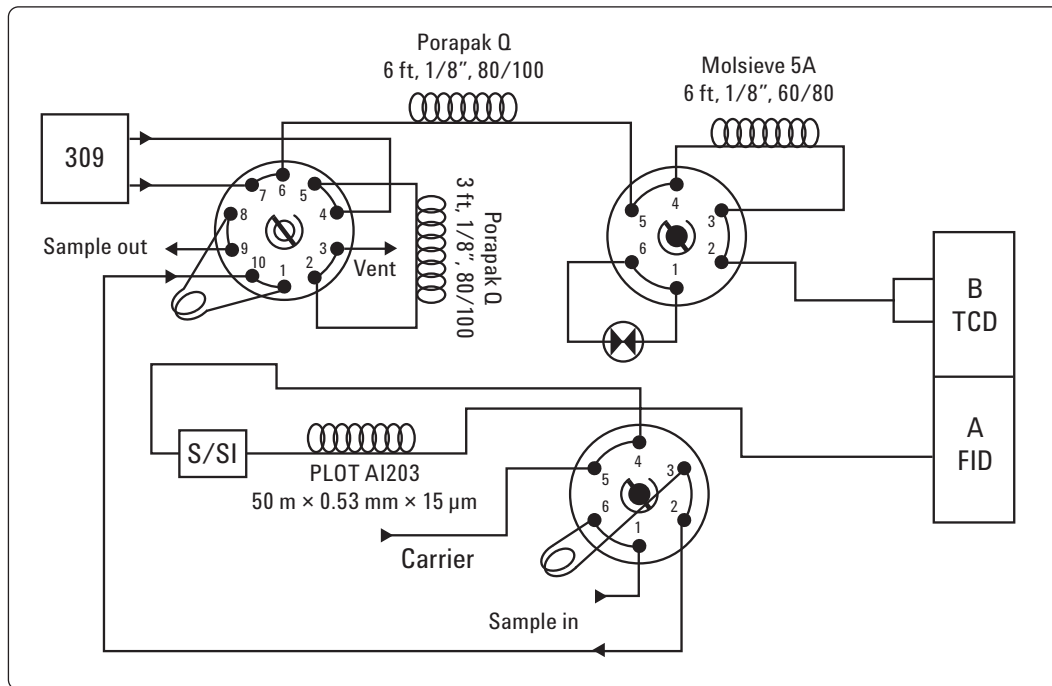 Porapak Q
6 ft, 1/8”, 80/100
Molsieve 5A
6 ft, 1/8”, 60/80
309
6
5
7
4
8
3
9
2
10
1
Sample out
Vent
Porapak Q
3 ft, 1/8”, 80/100
4
5
3
6
2
1
B
TCD
A
FID
S/SI
PLOT AI203
50 m × 0.53 mm × 15 µm
4
5
3
6
2
1
Carrier
Sample in